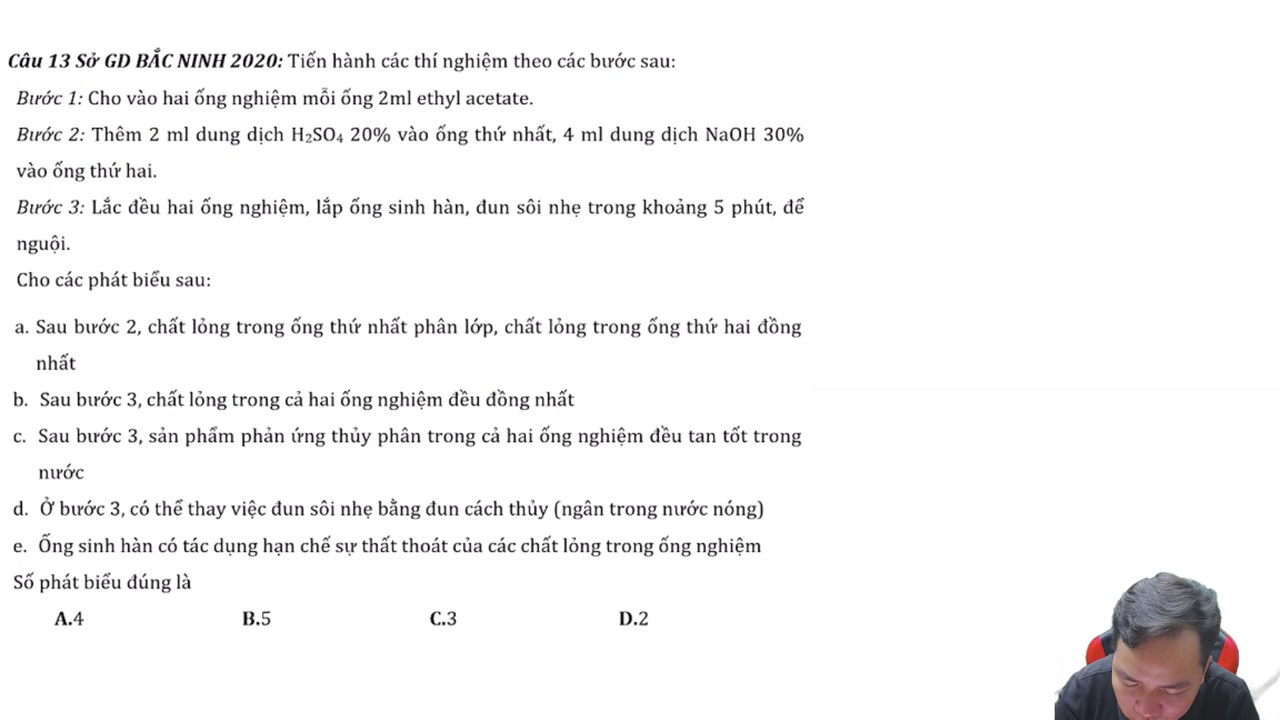 Câu 13 Sở GD BẮC NINH 2020: Tiến hành các thí nghiệm theo các bước sau:
Bước 1: Cho vào hai ống nghiệm mỗi ống 2ml ethyl acetate.
Bước 2: Thêm 2 ml dung dịch H₂SO₄ 20% vào ống thứ nhất, 4 ml dung dịch NaOH 30%
vào ống thứ hai.
Bước 3: Lắc đều hai ống nghiệm, lắp ống sinh hàn, đun sôi nhẹ trong khoảng 5 phút, để
nguội.
Cho các phát biểu sau:
a. Sau bước 2, chất lỏng trong ống thứ nhất phân lớp, chất lỏng trong ống thứ hai đồng
nhất
b. Sau bước 3, chất lỏng trong cả hai ống nghiệm đều đồng nhất
c. Sau bước 3, sản phẩm phản ứng thủy phân trong cả hai ống nghiệm đều tan tốt trong
nước
d. Ở bước 3, có thể thay việc đun sôi nhẹ bằng đun cách thủy (ngân trong nước nóng)
e. Ống sinh hàn có tác dụng hạn chế sự thất thoát của các chất lỏng trong ống nghiệm
Số phát biểu đúng là
A.4 B.5 C.3 D.2